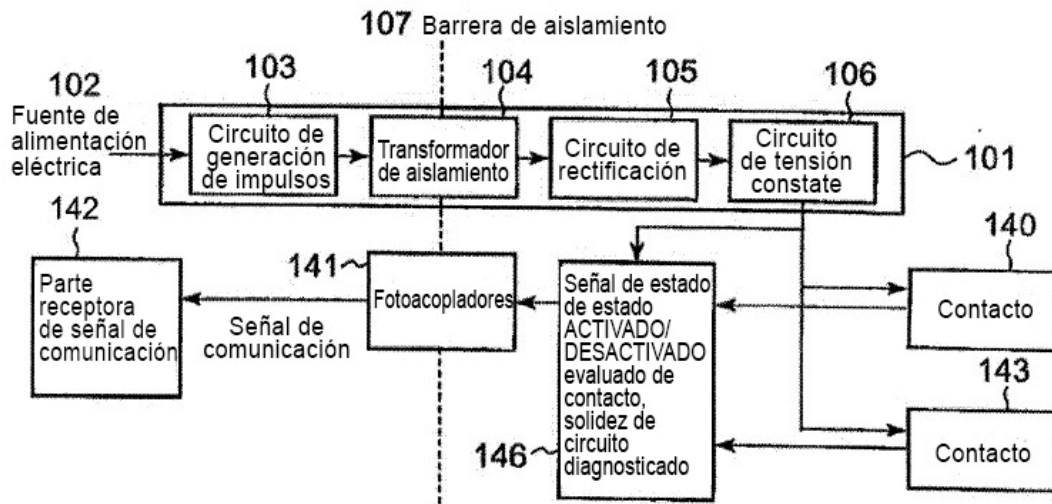 107 Barrera de aislamiento
102
Fuente de
alimentación
eléctrica
103
Circuito de
generación
de impulsos
104
Transformador
de aislamiento
105
Circuito de
rectificación
106
Circuito
de tensión
constate
101
142
Parte
receptora
de señal de
comunicación
Señal de
comunicación
141
Fotoacopladores
Señal de estado
de estado
ACTIVADO/
DESACTIVADO
evaluado de
contacto,
solidez de
circuito
diagnosticado
146
140
Contacto
143
Contacto